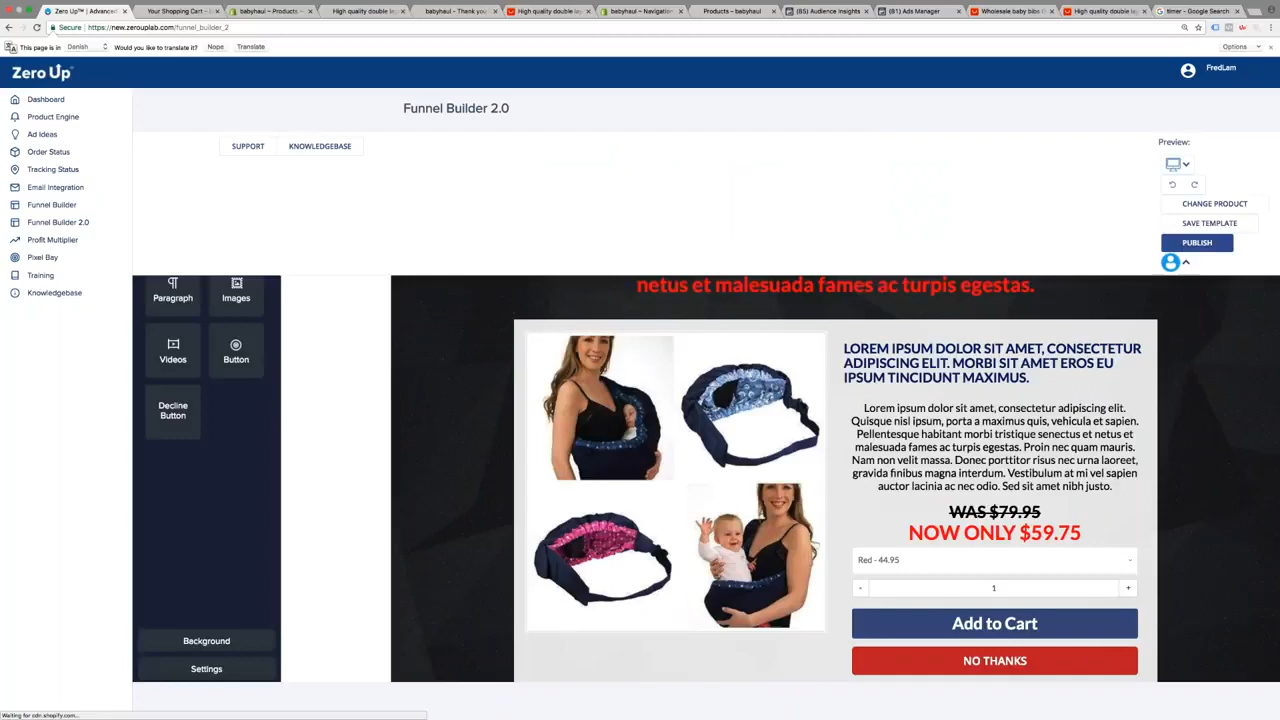 Zero Up™ | Advanced
Your Shopping Cart –
babyhaul ~ Products ~
High quality double
babyhaul – Thank you
High quality double
babyhaul ~ Navigation
Products – babyhaul
(85) Audience Insights
(81) Ads Manager
Wholesale baby bibs
High quality double
timer - Google Search
Secure
https://new.zerouplab.com/funnel_builder_2
This page is in
Danish
Would you like to translate it?
Nope
Translate
Options
Zero Up
FredLam
Dashboard
Product Engine
Ad Ideas
Order Status
Tracking Status
Email Integration
Funnel Builder
Funnel Builder 2.0
Profit Multiplier
Pixel Bay
Training
Knowledgebase
Funnel Builder 2.0
SUPPORT
KNOWLEDGEBASE
Preview:
CHANGE PRODUCT
SAVE TEMPLATE
PUBLISH
Paragraph
Images
Videos
Button
Decline
Button
Background
Settings
netus et malesuada fames ac turpis egestas.
LOREM IPSUM DOLOR SIT AMET, CONSECTETUR
ADIPISCING ELIT. MORBI SIT AMET EROS EU
IPSUM TINCIDUNT MAXIMUS.
Lorem ipsum dolor sit amet, consectetur adipiscing elit.
Quisque nisl ipsum, porta a maximus quis, vehicula et sapien.
Pellentesque habitant morbi tristique senectus et netus et
malesuada fames ac turpis egestas. Proin nec quam mauris.
Nam non velit massa. Donec porttitor risus nec urna laoreet,
gravida finibus magna interdum. Vestibulum at mi vel sapien
auctor lacinia ac nec odio. Sed sit amet nibh justo.
WAS $79.95
NOW ONLY $59.75
Red - 44.95
- 1 +
Add to Cart
NO THANKS
Waiting for cdn.shopify.com...